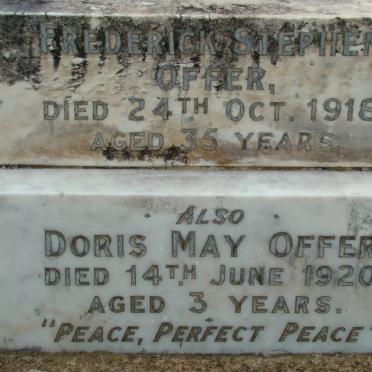 FREDERICK STEPHEN
OFFER,
DIED 24TH OCT. 1918
AGED 35 YEARS.
ALSO
DORIS MAY OFFER
DIED 14TH JUNE 1920
AGED 3 YEARS.
"PEACE, PERFECT PEACE"